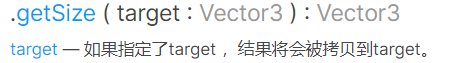 .getSize ( target : Vector3 ) : Vector3
target — 如果指定了target ，结果将会被拷贝到target。